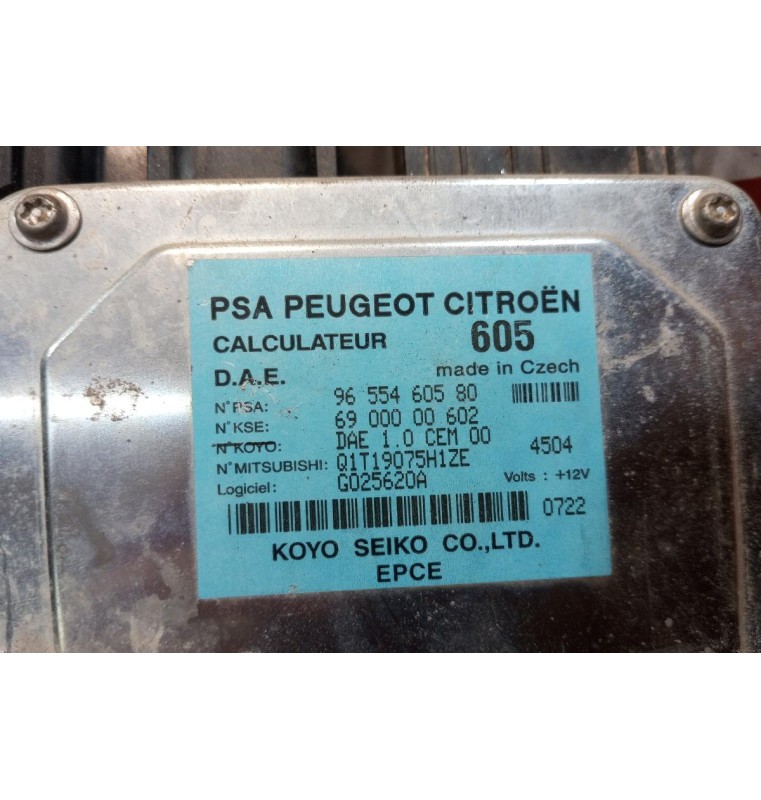 PSA PEUGEOT CITROËN
CALCULATEUR 605
D.A.E. made in Czech
N°PSA: 96 554 605 80
N°KSE: 69 000 00 602
N°KOYO: DAE 1.0 CEM 00 4504
N°MITSUBISHI: Q1T19075H1ZE
Logiciel: G025620A Volts : +12V
0722
KOYO SEIKO CO.,LTD.
EPCE